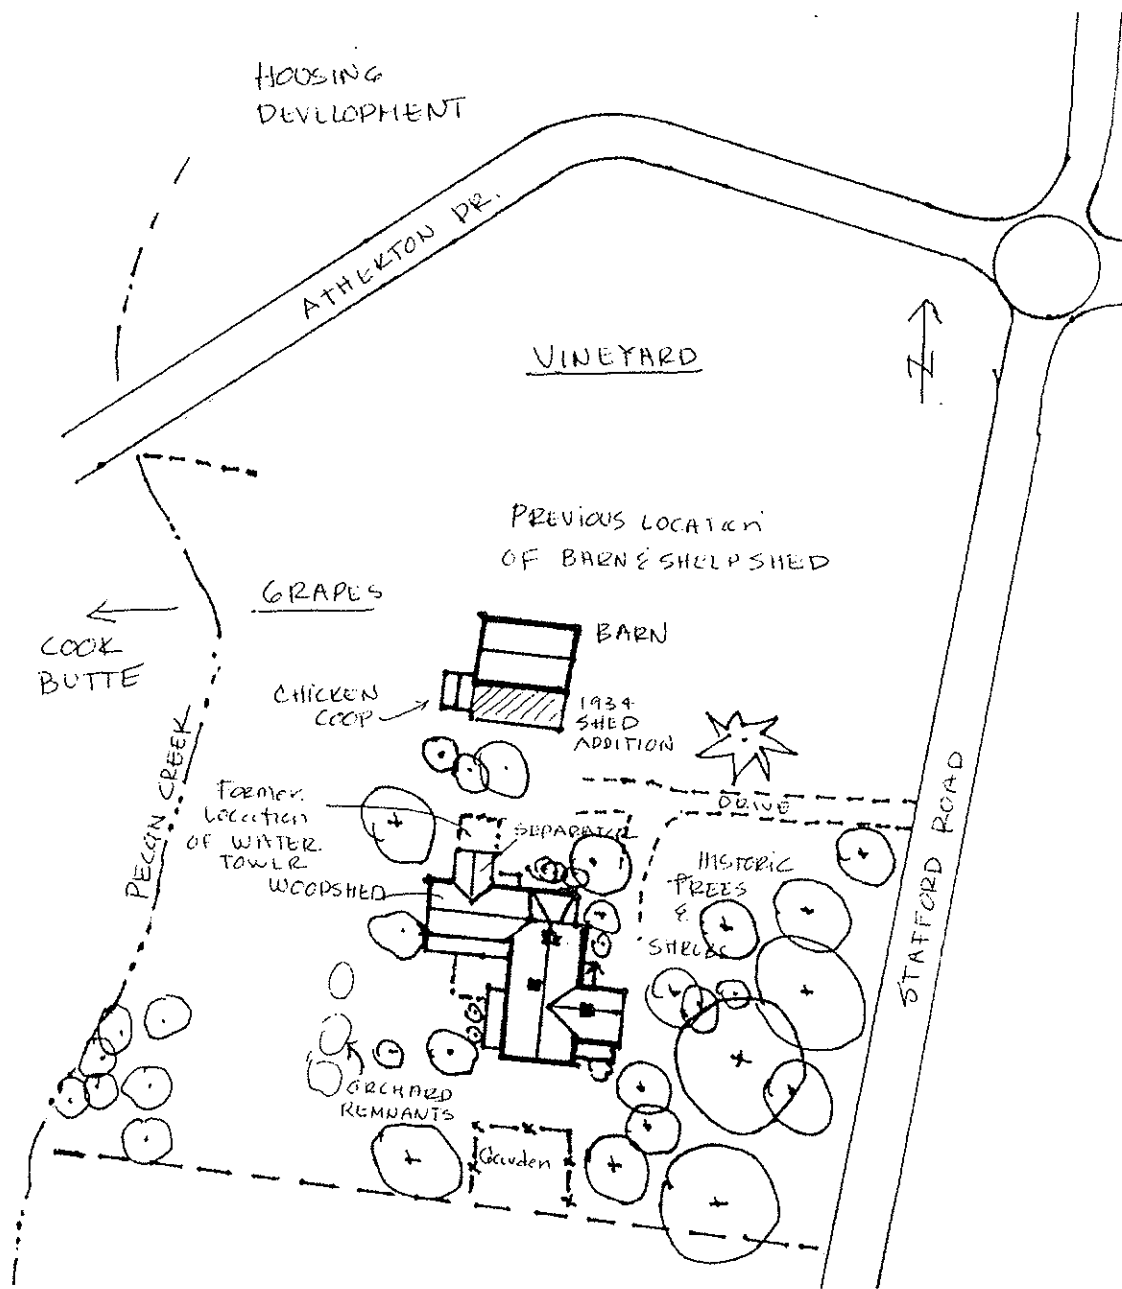 HOUSING
DEVELOPMENT
ATHERTON DR.
VINEYARD
N
PREVIOUS LOCATION
OF BARN & SHEEP SHED
GRAPES
COOK
BUTTE
BARN
CHICKEN
COOP
1934
SHED
ADDITION
PECAN CREEK
Former
Location
OF WATER
TOWER
SEPARATOR
WOODSHED
DRIVE
HISTORIC
TREES
&
SHRUBS
STAFFORD ROAD
ORCHARD
REMNANTS
Garden